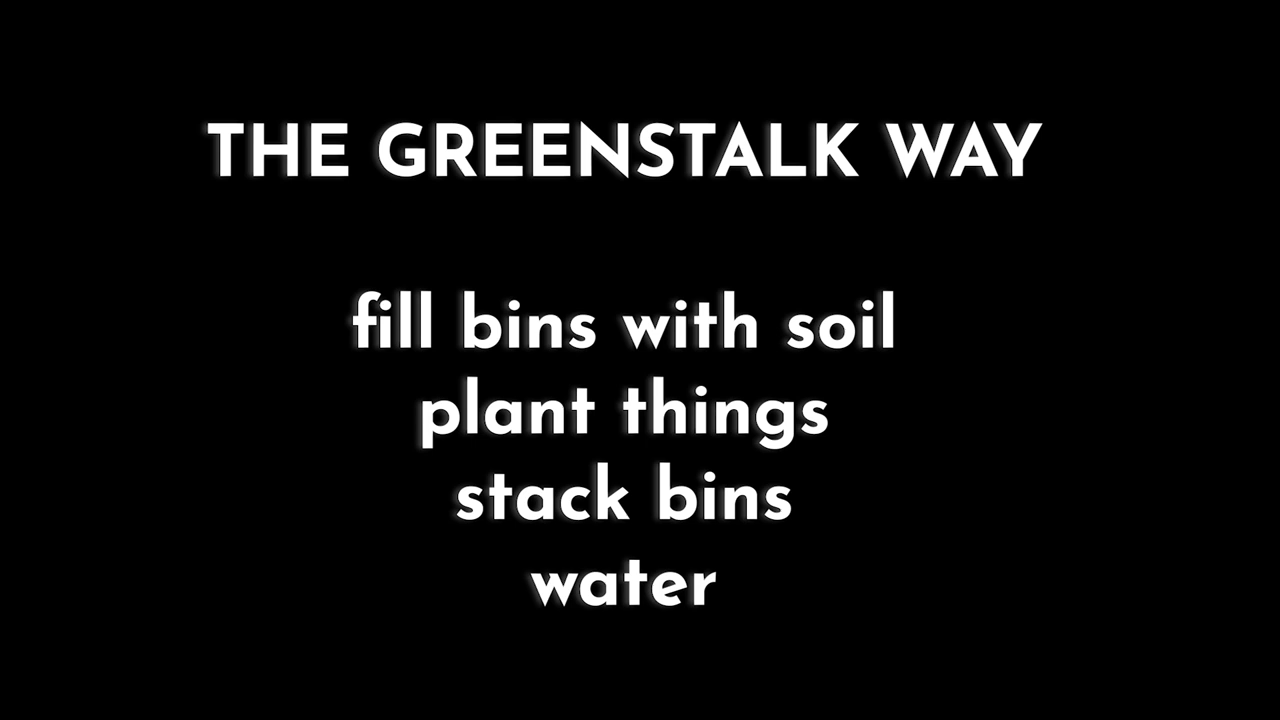 THE GREENSTALK WAY
fill bins with soil
plant things
stack bins
water